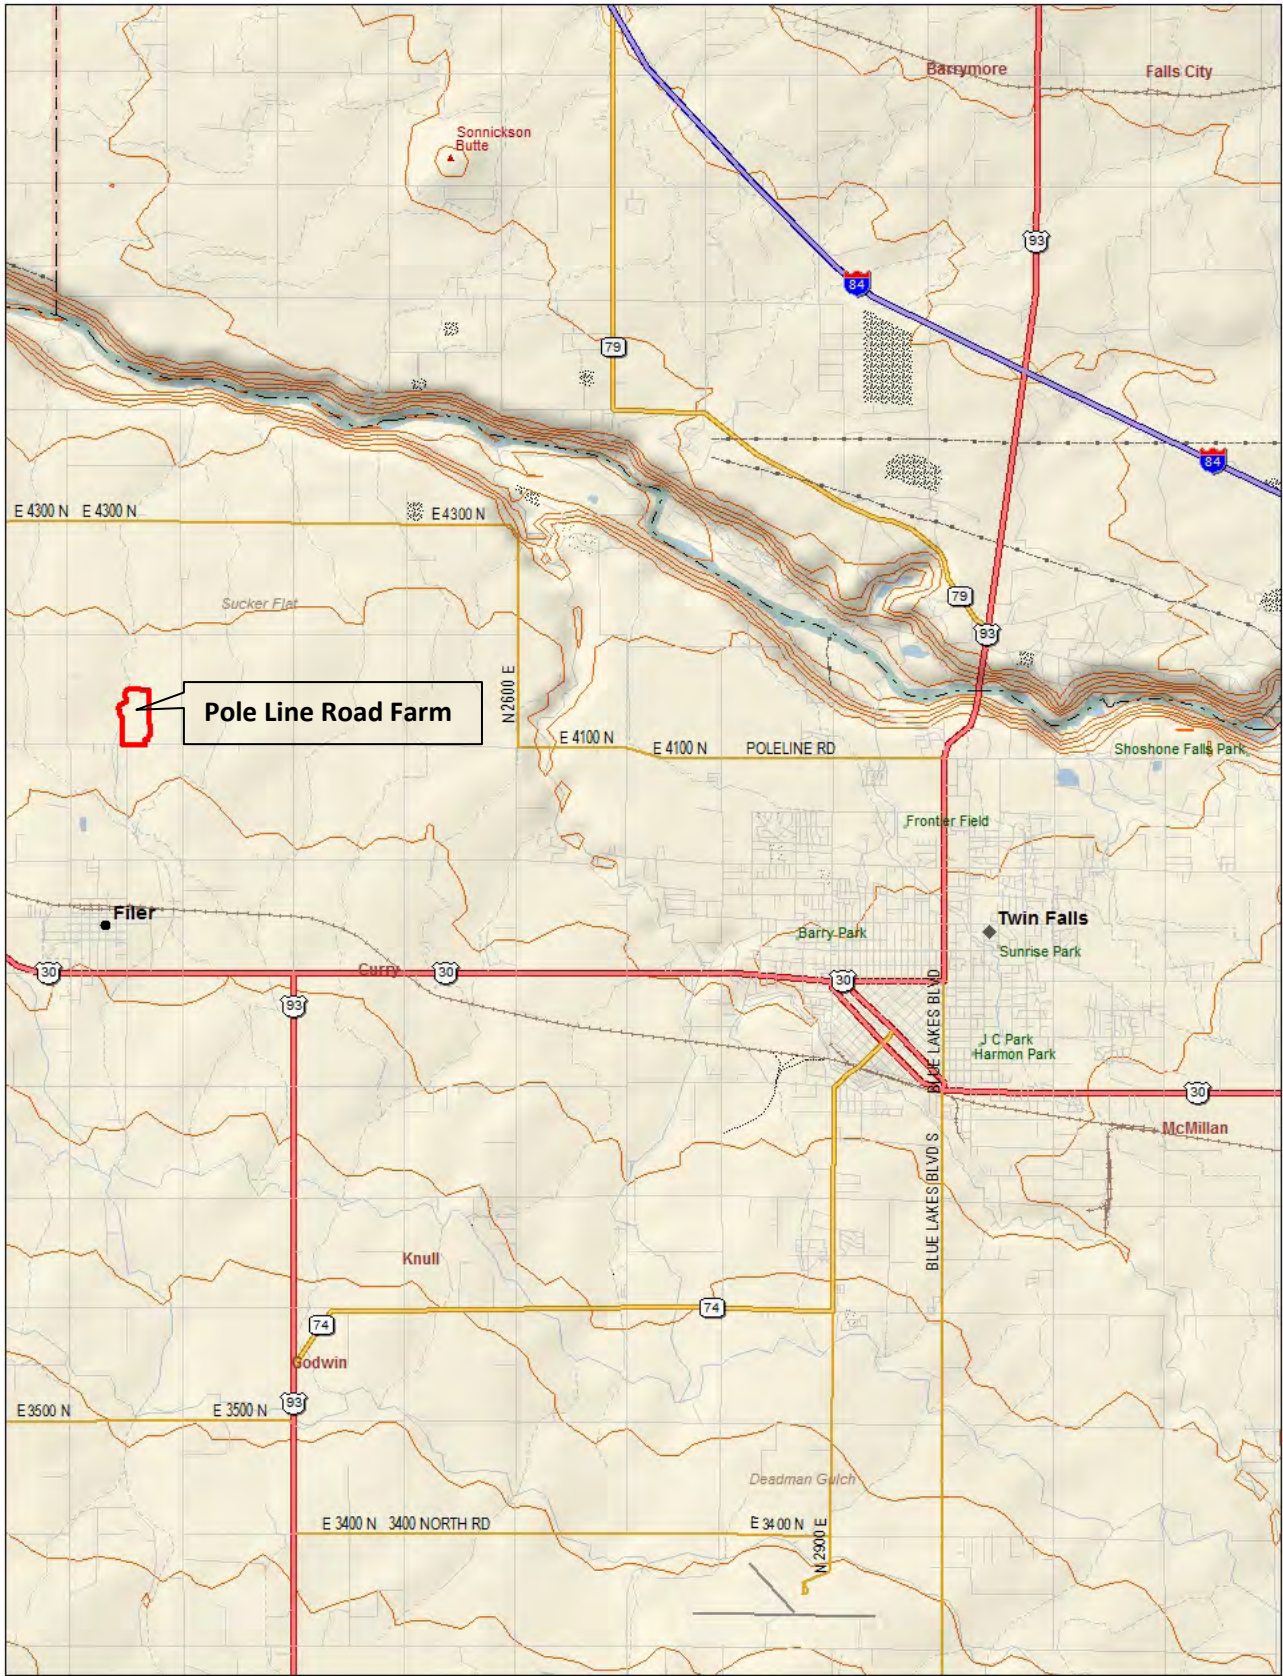 Barrymore
Falls City
Sonnickson
Butte
93
84
79
84
E 4300 N E 4300 N
E 4300 N
Sucker Flat
79
93
N 2600 E
Pole Line Road Farm
E 4100 N
E 4100 N
POLELINE RD
Shoshone Falls Park
Frontier Field
Filer
Twin Falls
Barry Park
Sunrise Park
30
Curry
30
30
93
BLUE LAKES BLVD
J C Park
Harmon Park
30
McMillan
BLUE LAKES BLVD S
Knull
74
74
Godwin
93
E 3500 N
E 3500 N
Deadman Gulch
E 3400 N 3400 NORTH RD
E 3400 N
N 2900 E